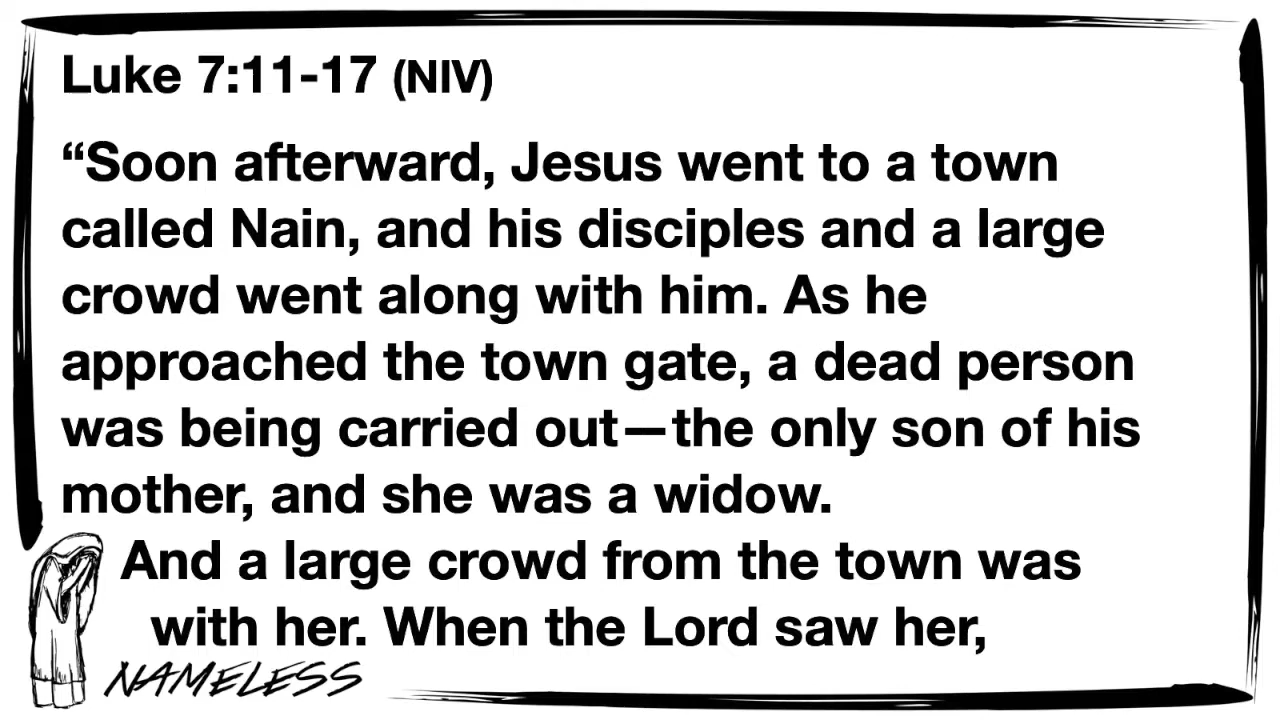 Luke 7:11-17 (NIV)
“Soon afterward, Jesus went to a town
called Nain, and his disciples and a large
crowd went along with him. As he
approached the town gate, a dead person
was being carried out—the only son of his
mother, and she was a widow.
And a large crowd from the town was
with her. When the Lord saw her,
NAMELESS